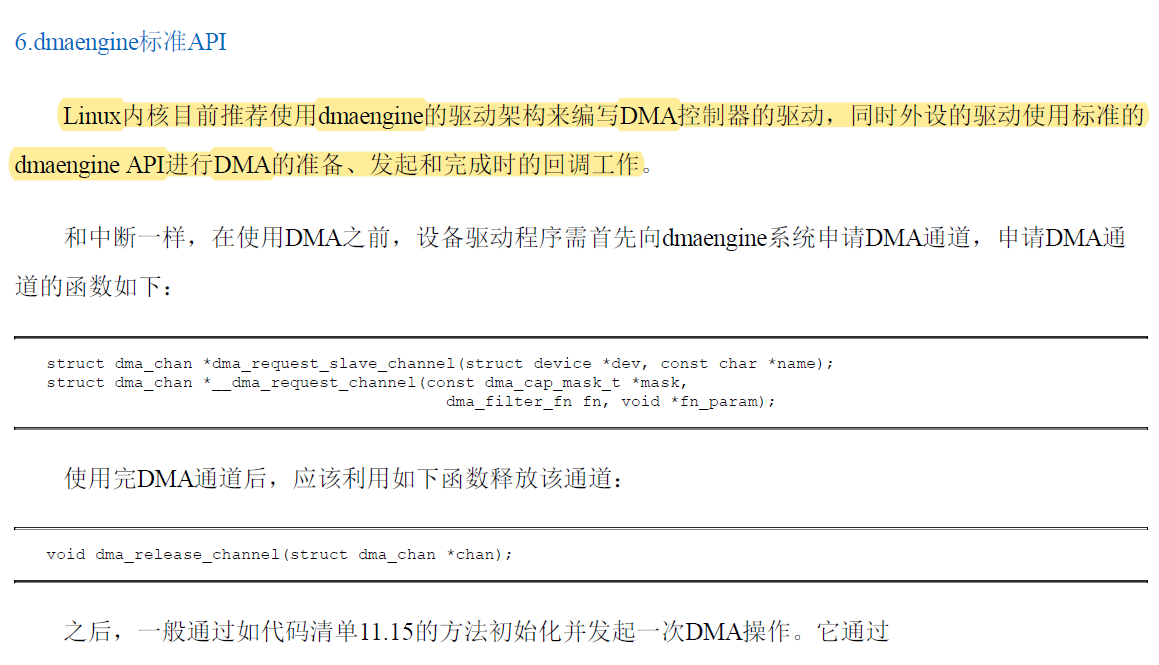 6.dmaengine标准API
Linux内核目前推荐使用dmaengine的驱动架构来编写DMA控制器的驱动，同时外设的驱动使用标准的
dmaengine API进行DMA的准备、发起和完成时的回调工作。
和中断一样，在使用DMA之前，设备驱动程序需首先向dmaengine系统申请DMA通道，申请DMA通
道的函数如下：
struct dma_chan *dma_request_slave_channel(struct device *dev, const char *name);
struct dma_chan *__dma_request_channel(const dma_cap_mask_t *mask,
dma_filter_fn fn, void *fn_param);
使用完DMA通道后，应该利用如下函数释放该通道：
void dma_release_channel(struct dma_chan *chan);
之后，一般通过如代码清单11.15的方法初始化并发起一次DMA操作。它通过